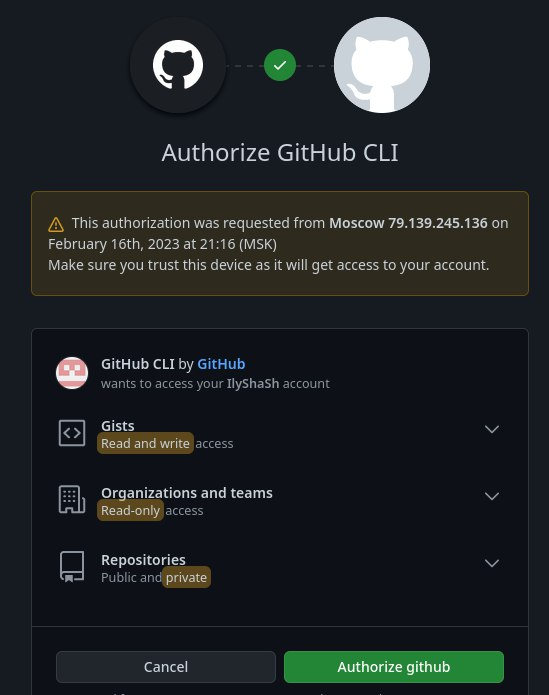 Authorize GitHub CLI
This authorization was requested from Moscow 79.139.245.136 on
February 16th, 2023 at 21:16 (MSK)
Make sure you trust this device as it will get access to your account.
GitHub CLI by GitHub
wants to access your IlyShaSh account
Gists
Read and write access
Organizations and teams
Read-only access
Repositories
Public and private
Cancel
Authorize github